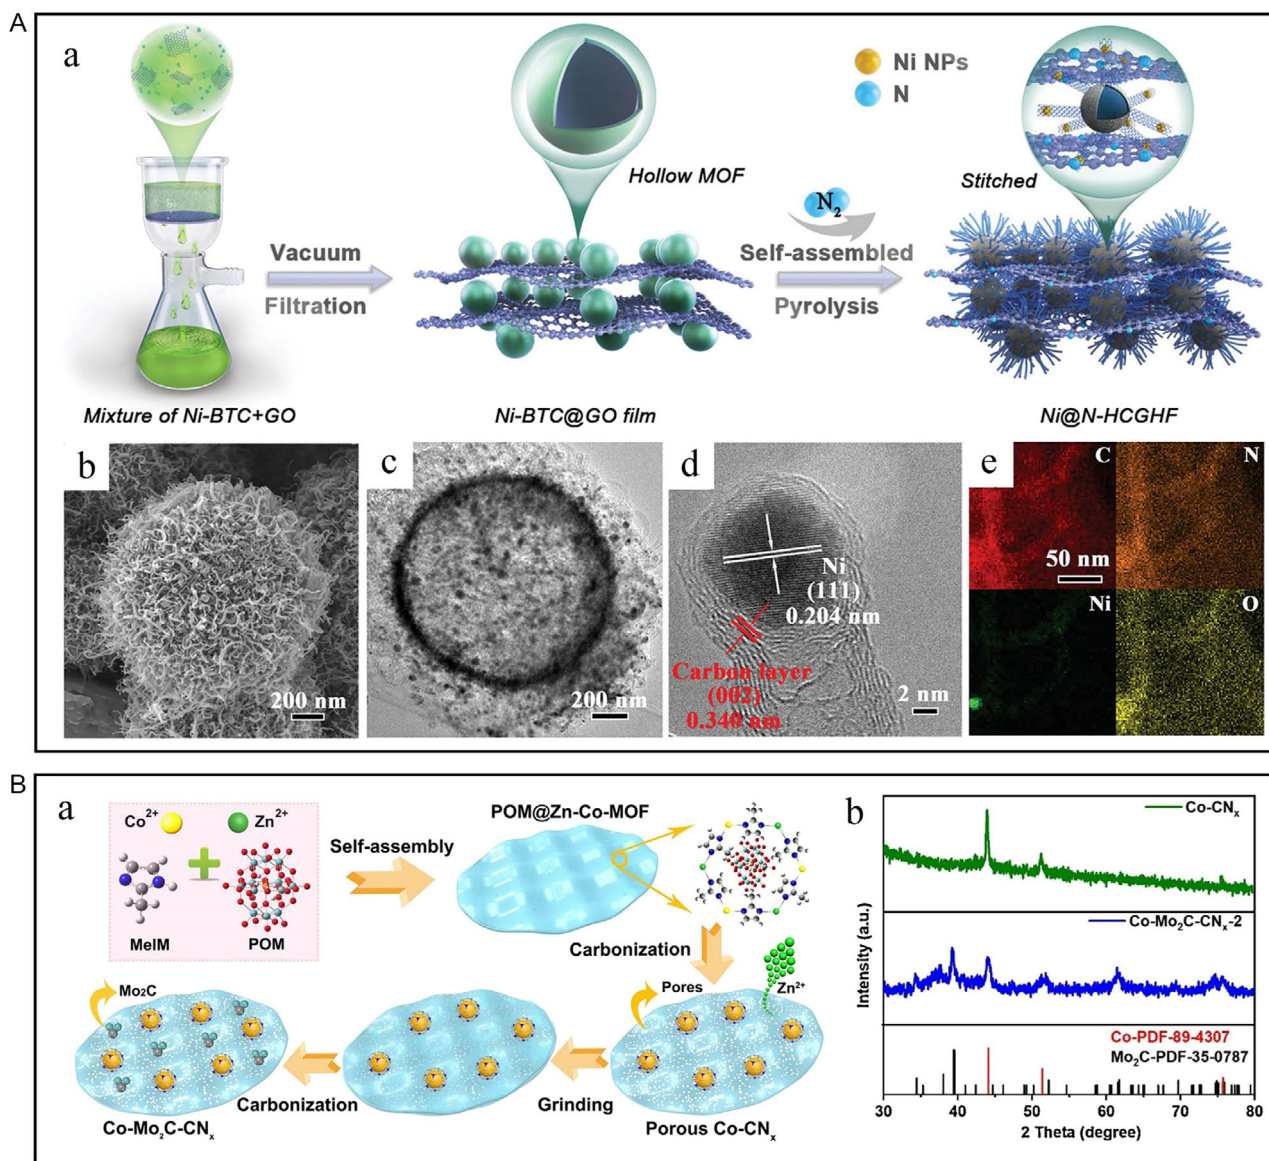 A
a
Ni NPs
N
Hollow MOF
Stitched
N₂
Vacuum
Filtration
Self-assembled
Pyrolysis
Mixture of Ni-BTC+GO
Ni-BTC@GO film
Ni@N-HCGHF
b
200 nm
c
200 nm
d
Ni
(111)
0.204 nm
Carbon layer
(002)
0.340 nm
2 nm
e
C
N
50 nm
Ni
O
B
a
Co²⁺
Zn²⁺
MeIM
POM
Self-assembly
POM@Zn-Co-MOF
Carbonization
Zn²⁺
Pores
Porous Co-CNₓ
Grinding
Carbonization
Mo₂C
Co-Mo₂C-CNₓ
b
Co-CNₓ
Co-Mo₂C-CNₓ-2
Co-PDF-89-4307
Mo₂C-PDF-35-0787
Intensity (a.u.)
30 40 50 60 70 80
2 Theta (degree)